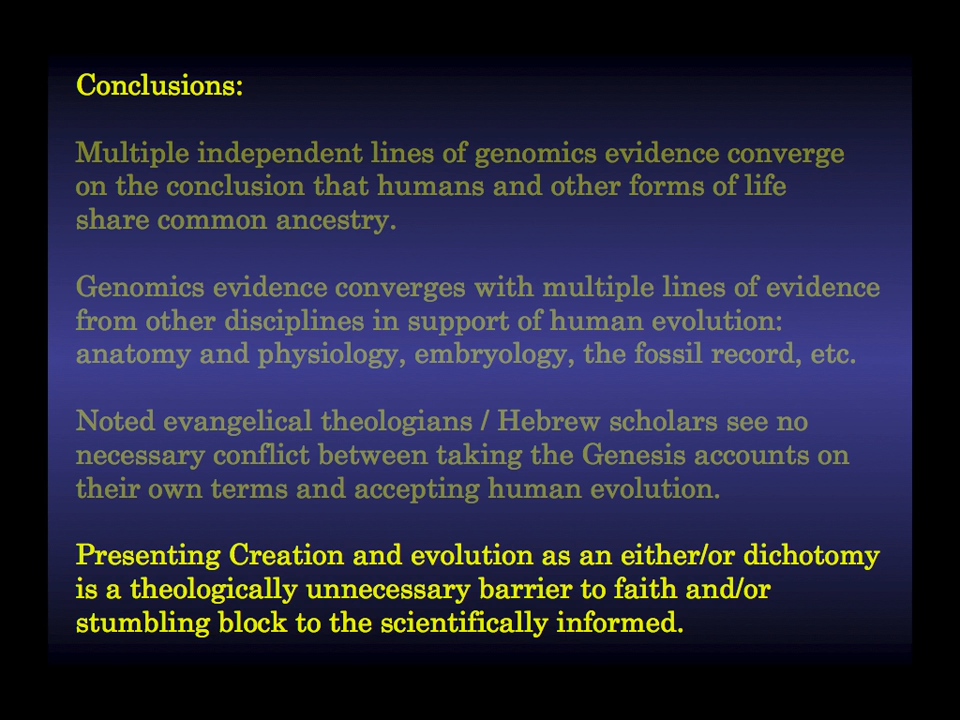 Conclusions:
Multiple independent lines of genomics evidence converge
on the conclusion that humans and other forms of life
share common ancestry.
Genomics evidence converges with multiple lines of evidence
from other disciplines in support of human evolution:
anatomy and physiology, embryology, the fossil record, etc.
Noted evangelical theologians / Hebrew scholars see no
necessary conflict between taking the Genesis accounts on
their own terms and accepting human evolution.
Presenting Creation and evolution as an either/or dichotomy
is a theologically unnecessary barrier to faith and/or
stumbling block to the scientifically informed.